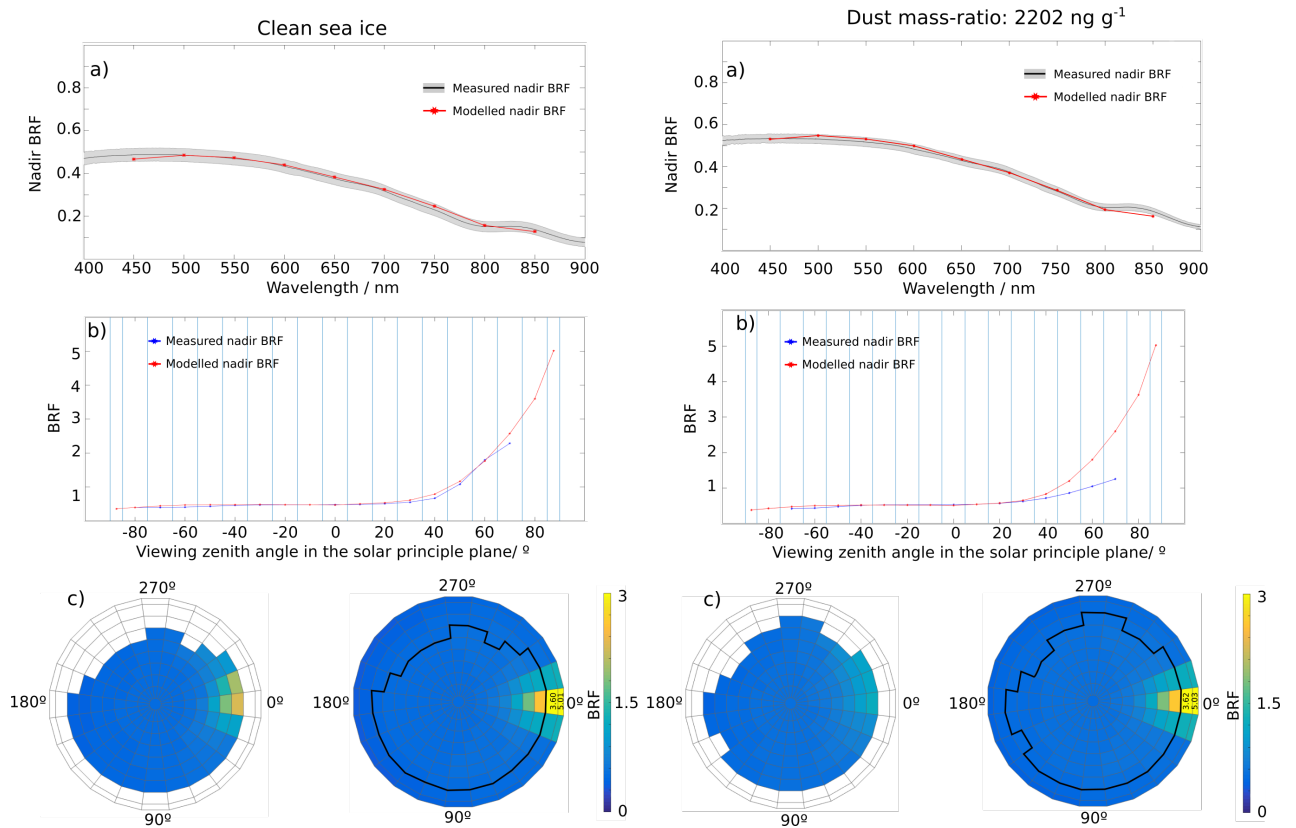 Clean sea ice
a)
Measured nadir BRF
Modelled nadir BRF
0.8
0.6
0.4
0.2
Nadir BRF
400 450 500 550 600 650 700 750 800 850 900
Wavelength / nm
b)
Measured nadir BRF
Modelled nadir BRF
5
4
3
2
1
BRF
-80 -60 -40 -20 0 20 40 60 80
Viewing zenith angle in the solar principle plane/ º
c)
270º
180º
0º
90º
270º
180º
0º
90º
3.60
5.01
3
1.5
0
BRF
Dust mass-ratio: 2202 ng g-1
a)
Measured nadir BRF
Modelled nadir BRF
0.8
0.6
0.4
0.2
Nadir BRF
400 450 500 550 600 650 700 750 800 850 900
Wavelength / nm
b)
Measured nadir BRF
Modelled nadir BRF
5
4
3
2
1
BRF
-80 -60 -40 -20 0 20 40 60 80
Viewing zenith angle in the solar principle plane/ º
c)
270º
180º
0º
90º
270º
180º
0º
90º
3.62
5.03
3
1.5
0
BRF